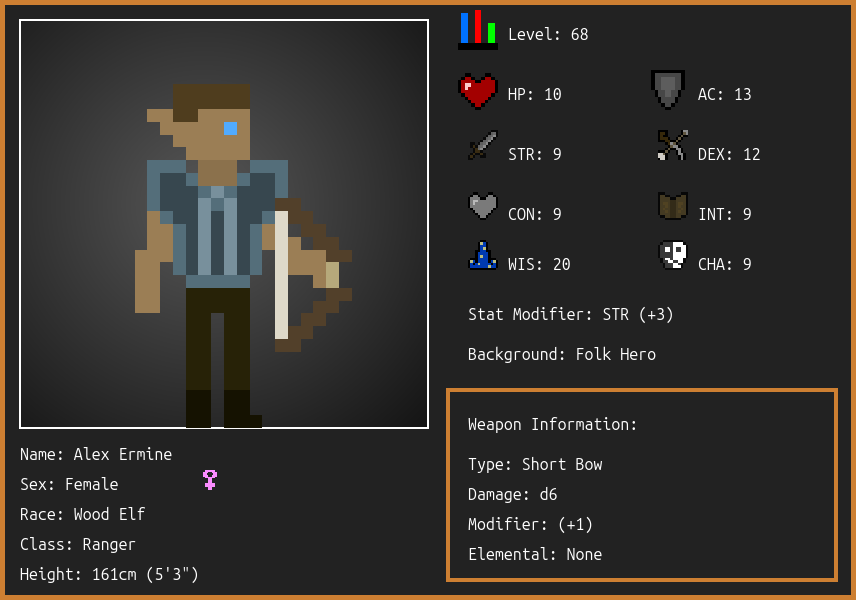 Level: 68
HP: 10
AC: 13
STR: 9
DEX: 12
CON: 9
INT: 9
WIS: 20
CHA: 9
Stat Modifier: STR (+3)
Background: Folk Hero
Weapon Information:
Type: Short Bow
Damage: d6
Modifier: (+1)
Elemental: None
Name: Alex Ermine
Sex: Female
Race: Wood Elf
Class: Ranger
Height: 161cm (5'3")